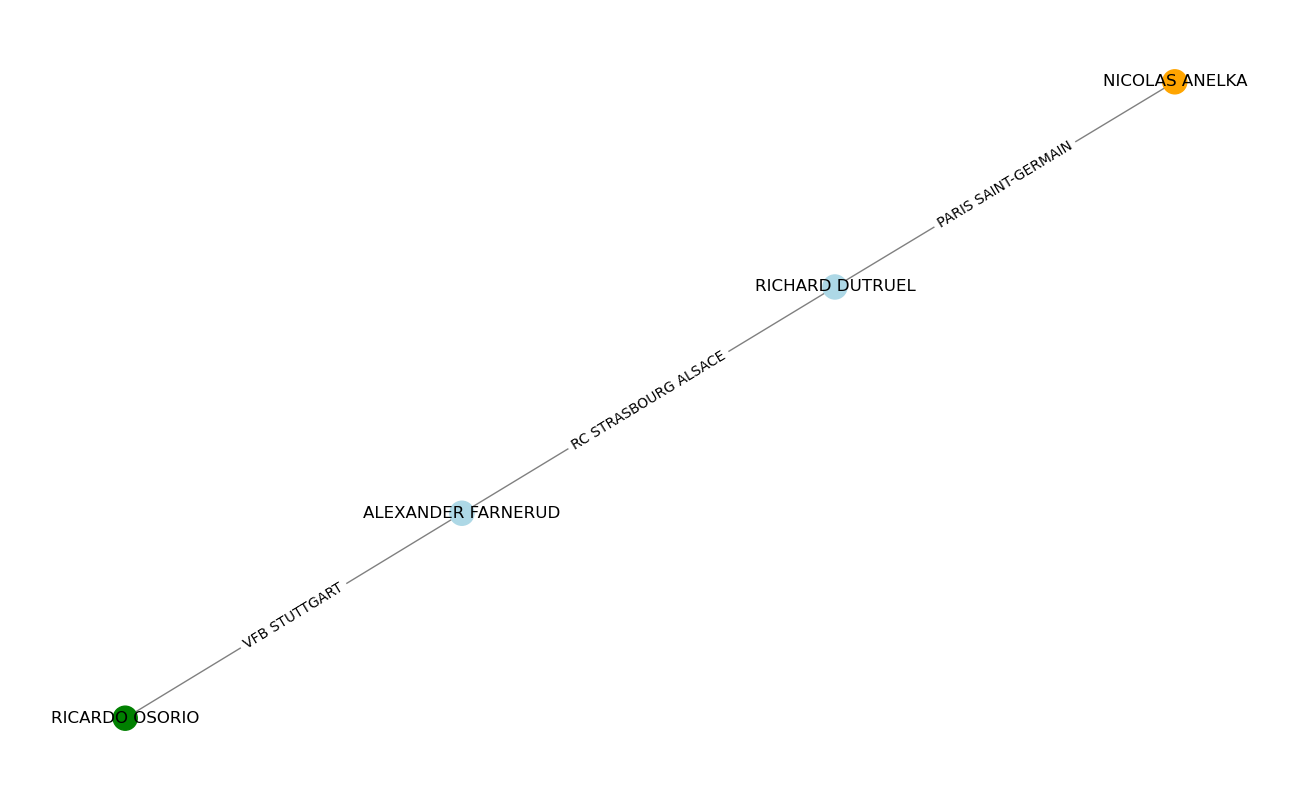 NICOLAS ANELKA
PARIS SAINT-GERMAIN
RICHARD DUTRUEL
RC STRASBOURG ALSACE
ALEXANDER FARNERUD
VFB STUTTGART
RICARDO OSORIO